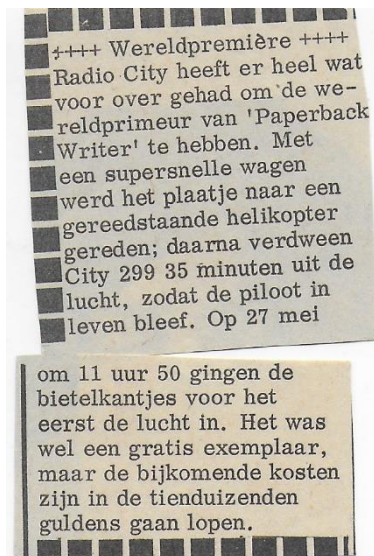 ++++ Wereldpremière ++++
Radio City heeft er heel wat
voor over gehad om de we-
reldprimeur van 'Paperback
Writer' te hebben. Met
een supersnelle wagen
werd het plaatje naar een
gereedstaande helikopter
gereden; daarna verdween
City 299 35 minuten uit de
lucht, zodat de piloot in
leven bleef. Op 27 mei
om 11 uur 50 gingen de
bietelkantjes voor het
eerst de lucht in. Het was
wel een gratis exemplaar,
maar de bijkomende kosten
zijn in de tienduizenden
guldens gaan lopen.